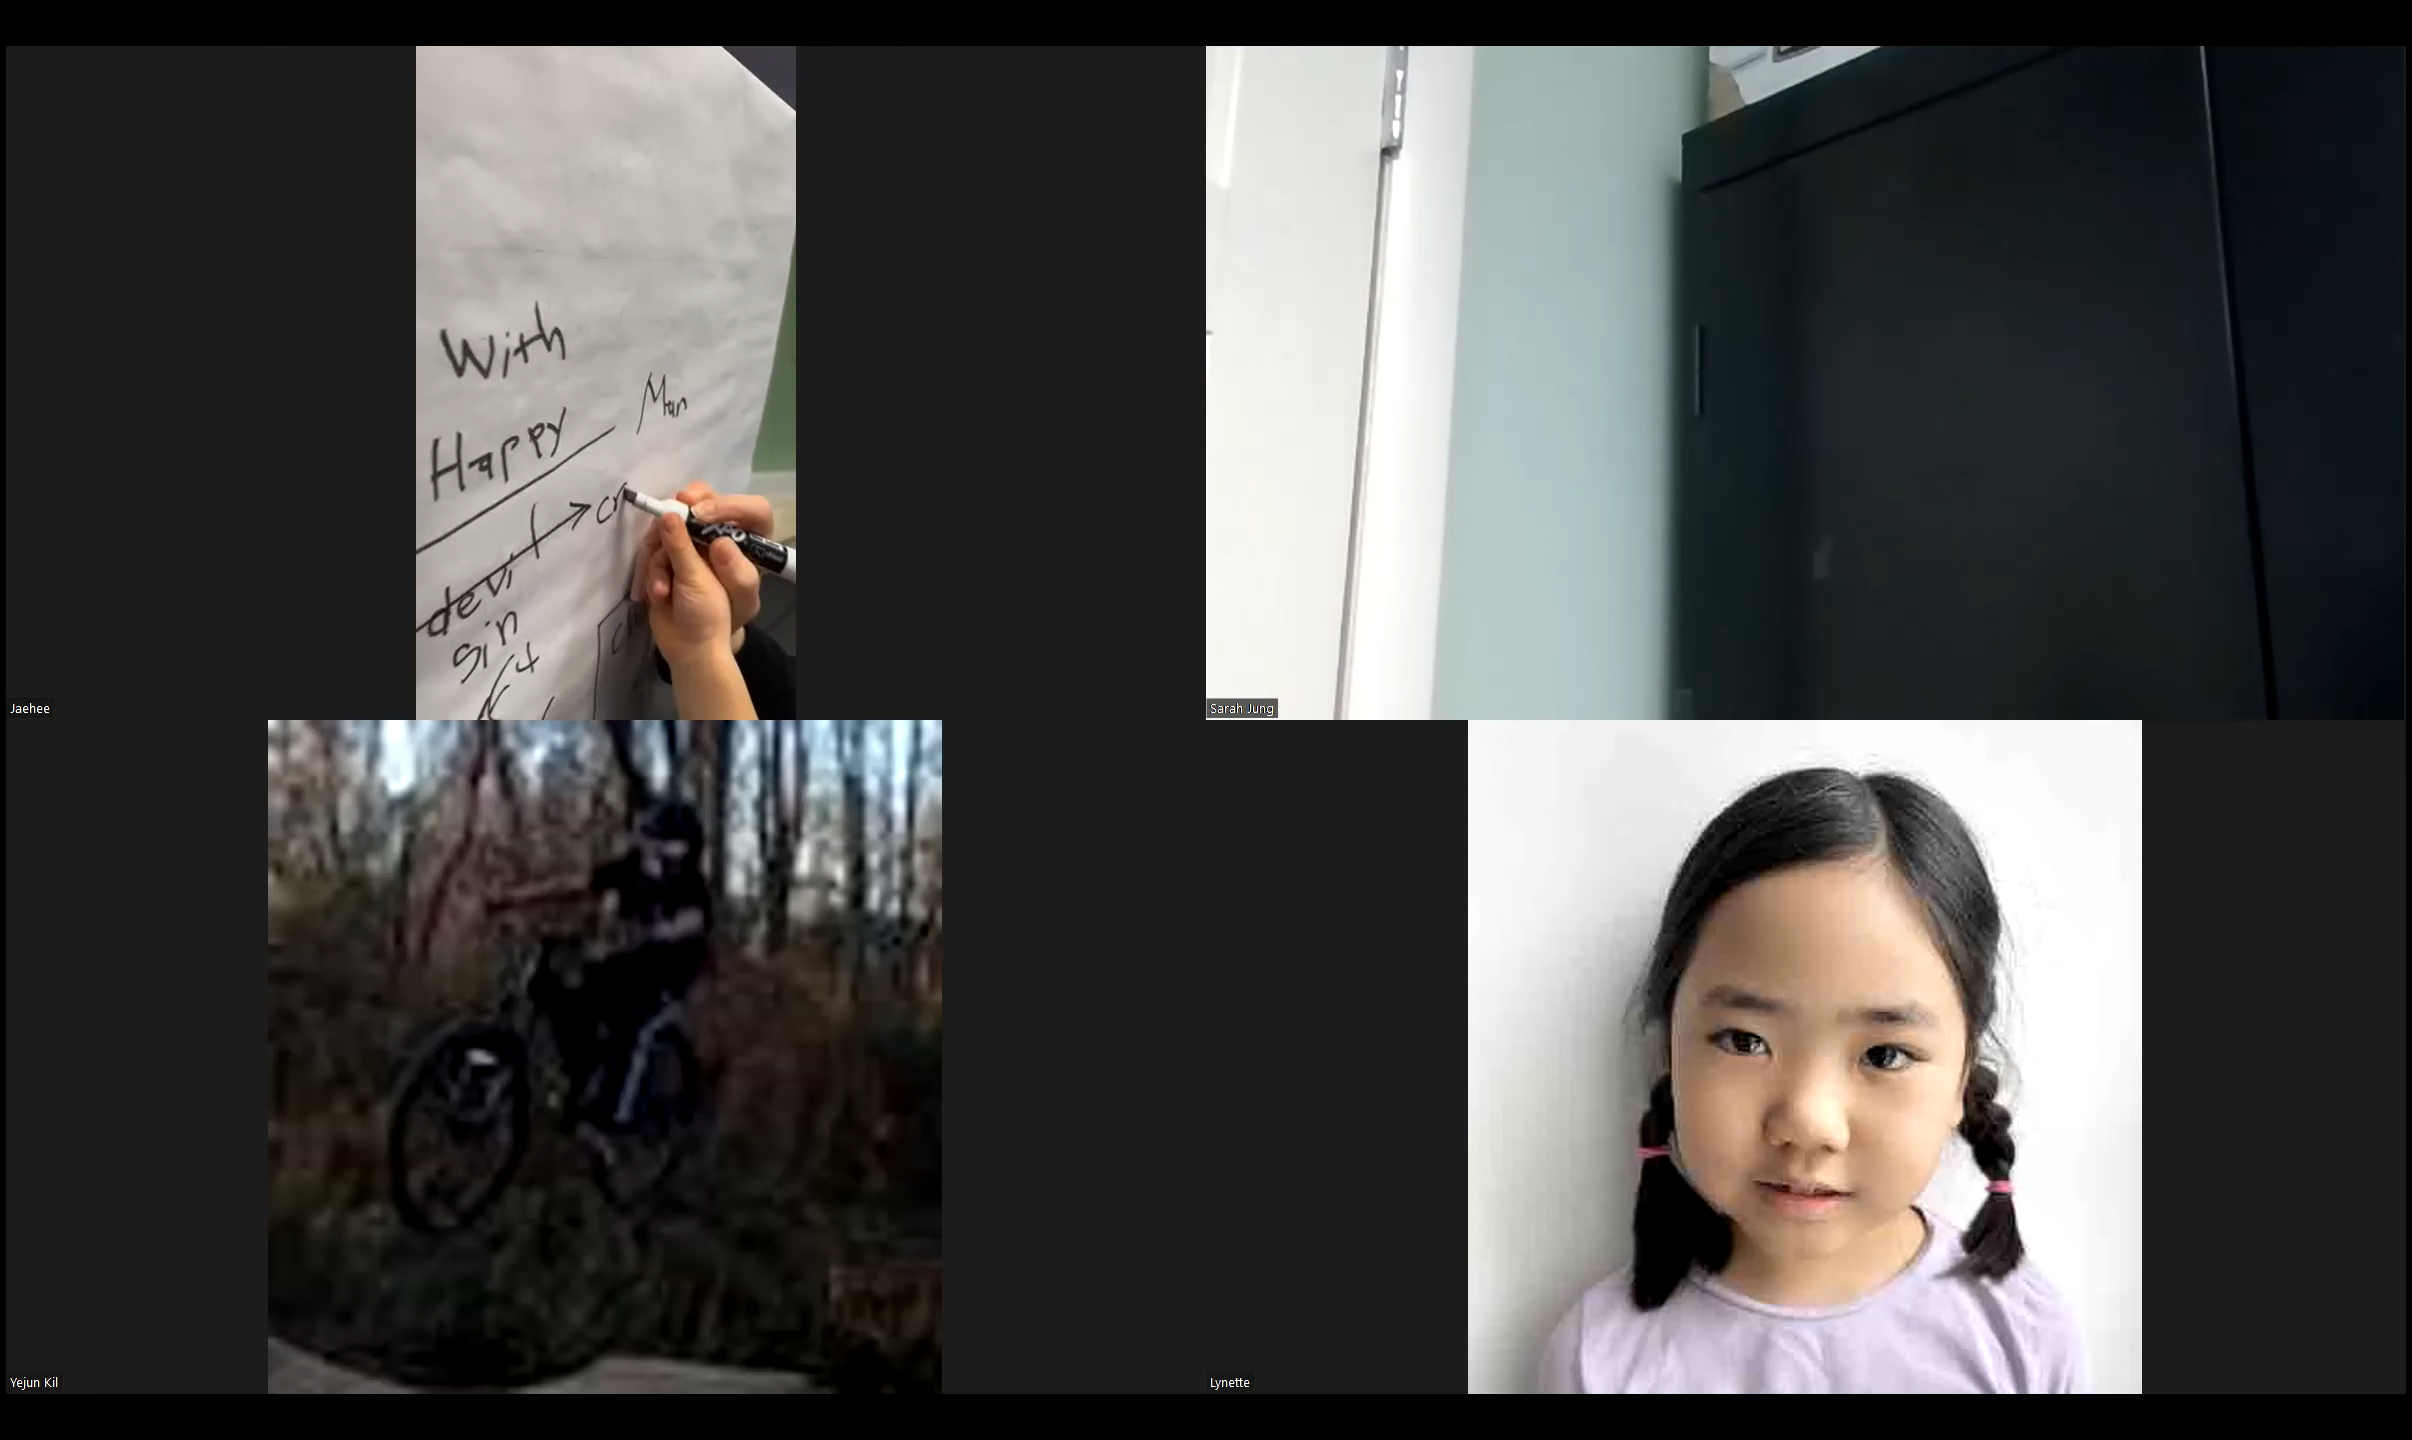 With
Happy
Man
devil
sin
Jaehee
Sarah Jung
Yejun Kil
Lynette